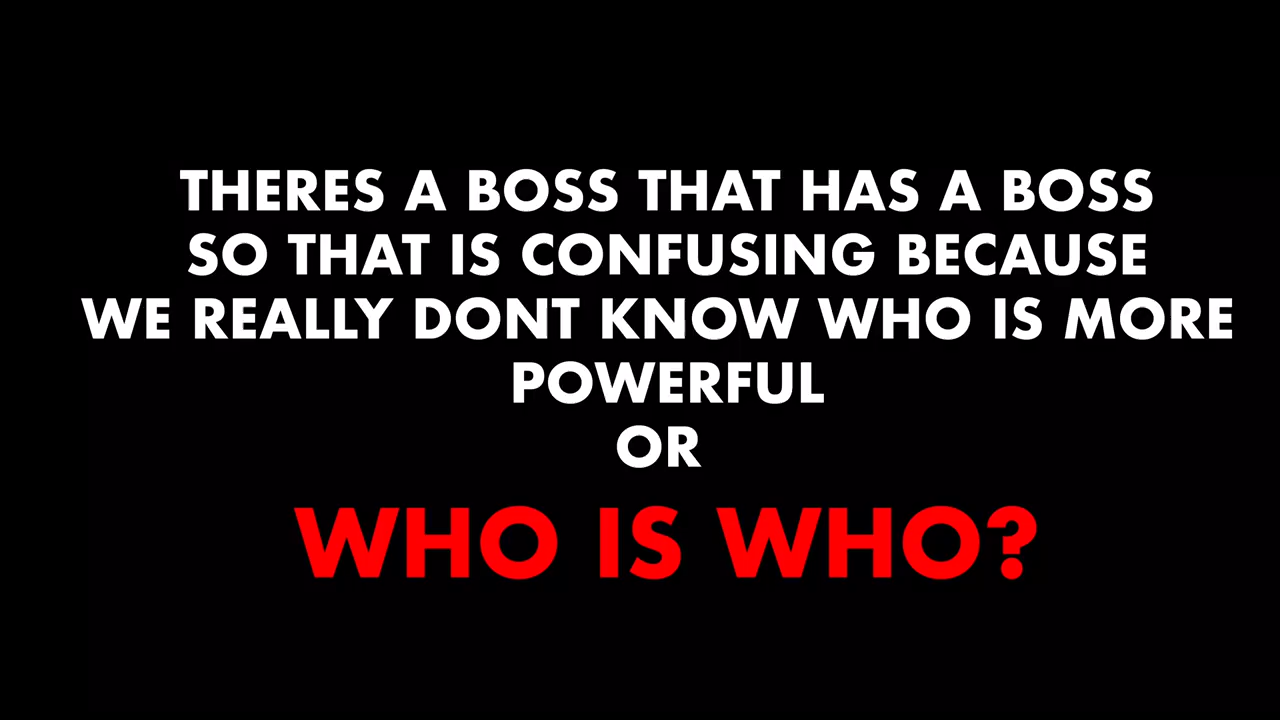 THERES A BOSS THAT HAS A BOSS
SO THAT IS CONFUSING BECAUSE
WE REALLY DONT KNOW WHO IS MORE
POWERFUL
OR
WHO IS WHO?